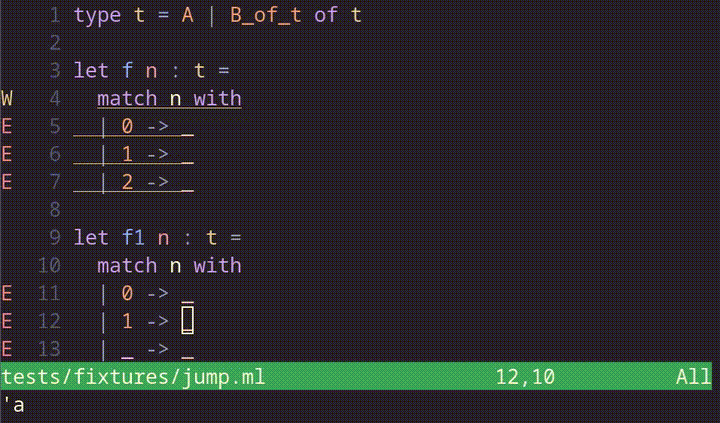 1 type t = A | B_of_t of t
2
3 let f n : t =
W 4 match n with
E 5 | 0 -> _
E 6 | 1 -> _
E 7 | 2 -> _
8
9 let f1 n : t =
10 match n with
E 11 | 0 -> _
E 12 | 1 -> _
E 13 | _ -> _
tests/fixtures/jump.ml 12,10 All
'a